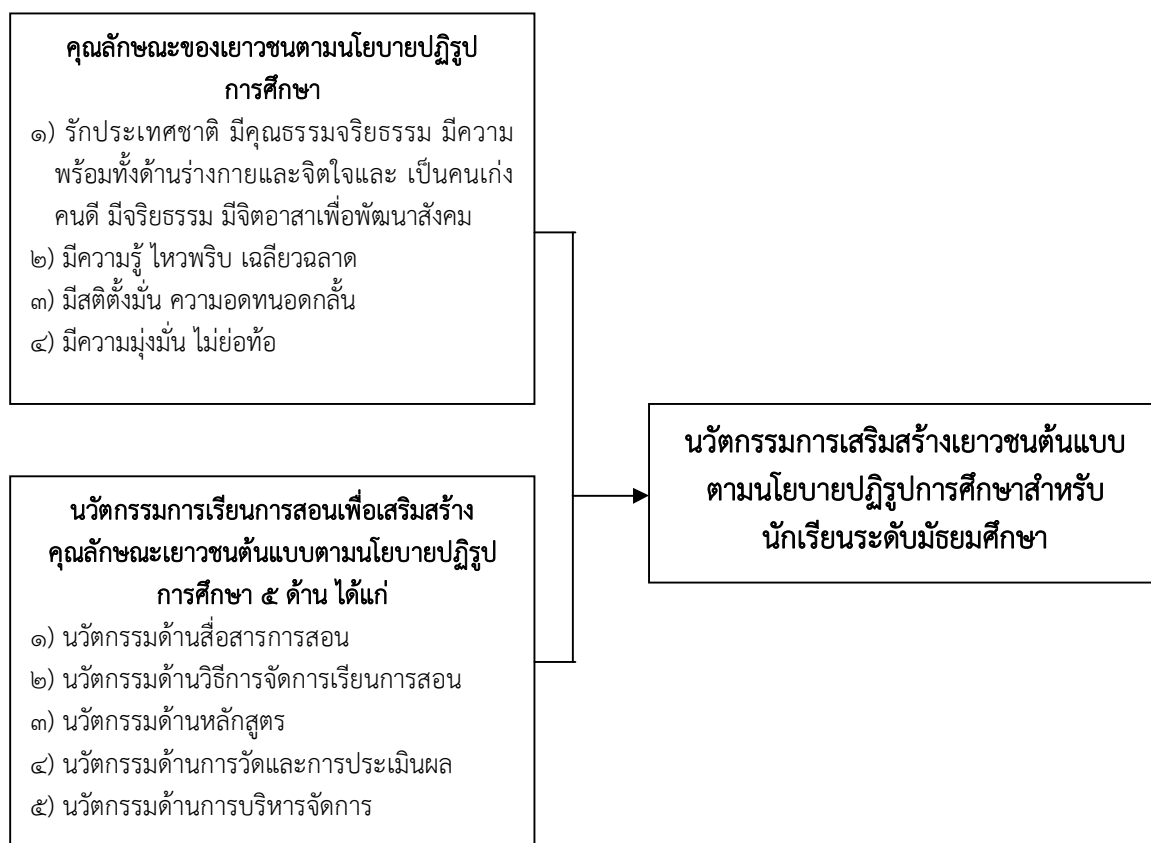 คุณลักษณะของเยาวชนตามนโยบายปฏิรูป
การศึกษา
๑) รักประเทศชาติ มีคุณธรรมจริยธรรม มีความ
พร้อมทั้งด้านร่างกายและจิตใจและ เป็นคนเก่ง
คนดี มีจริยธรรม มีจิตอาสาเพื่อพัฒนาสังคม
๒) มีความรู้ ไหวพริบ เฉลียวฉลาด
๓) มีสติตั้งมั่น ความอดทนอดกลั้น
๔) มีความมุ่งมั่น ไม่ย่อท้อ
นวัตกรรมการเรียนการสอนเพื่อเสริมสร้าง
คุณลักษณะเยาวชนต้นแบบตามนโยบายปฏิรูป
การศึกษา ๕ ด้าน ได้แก่
๑) นวัตกรรมด้านสื่อสารการสอน
๒) นวัตกรรมด้านวิธีการจัดการเรียนการสอน
๓) นวัตกรรมด้านหลักสูตร
๔) นวัตกรรมด้านการวัดและการประเมินผล
๕) นวัตกรรมด้านการบริหารจัดการ
นวัตกรรมการเสริมสร้างเยาวชนต้นแบบ
ตามนโยบายปฏิรูปการศึกษาสำหรับ
นักเรียนระดับมัธยมศึกษา